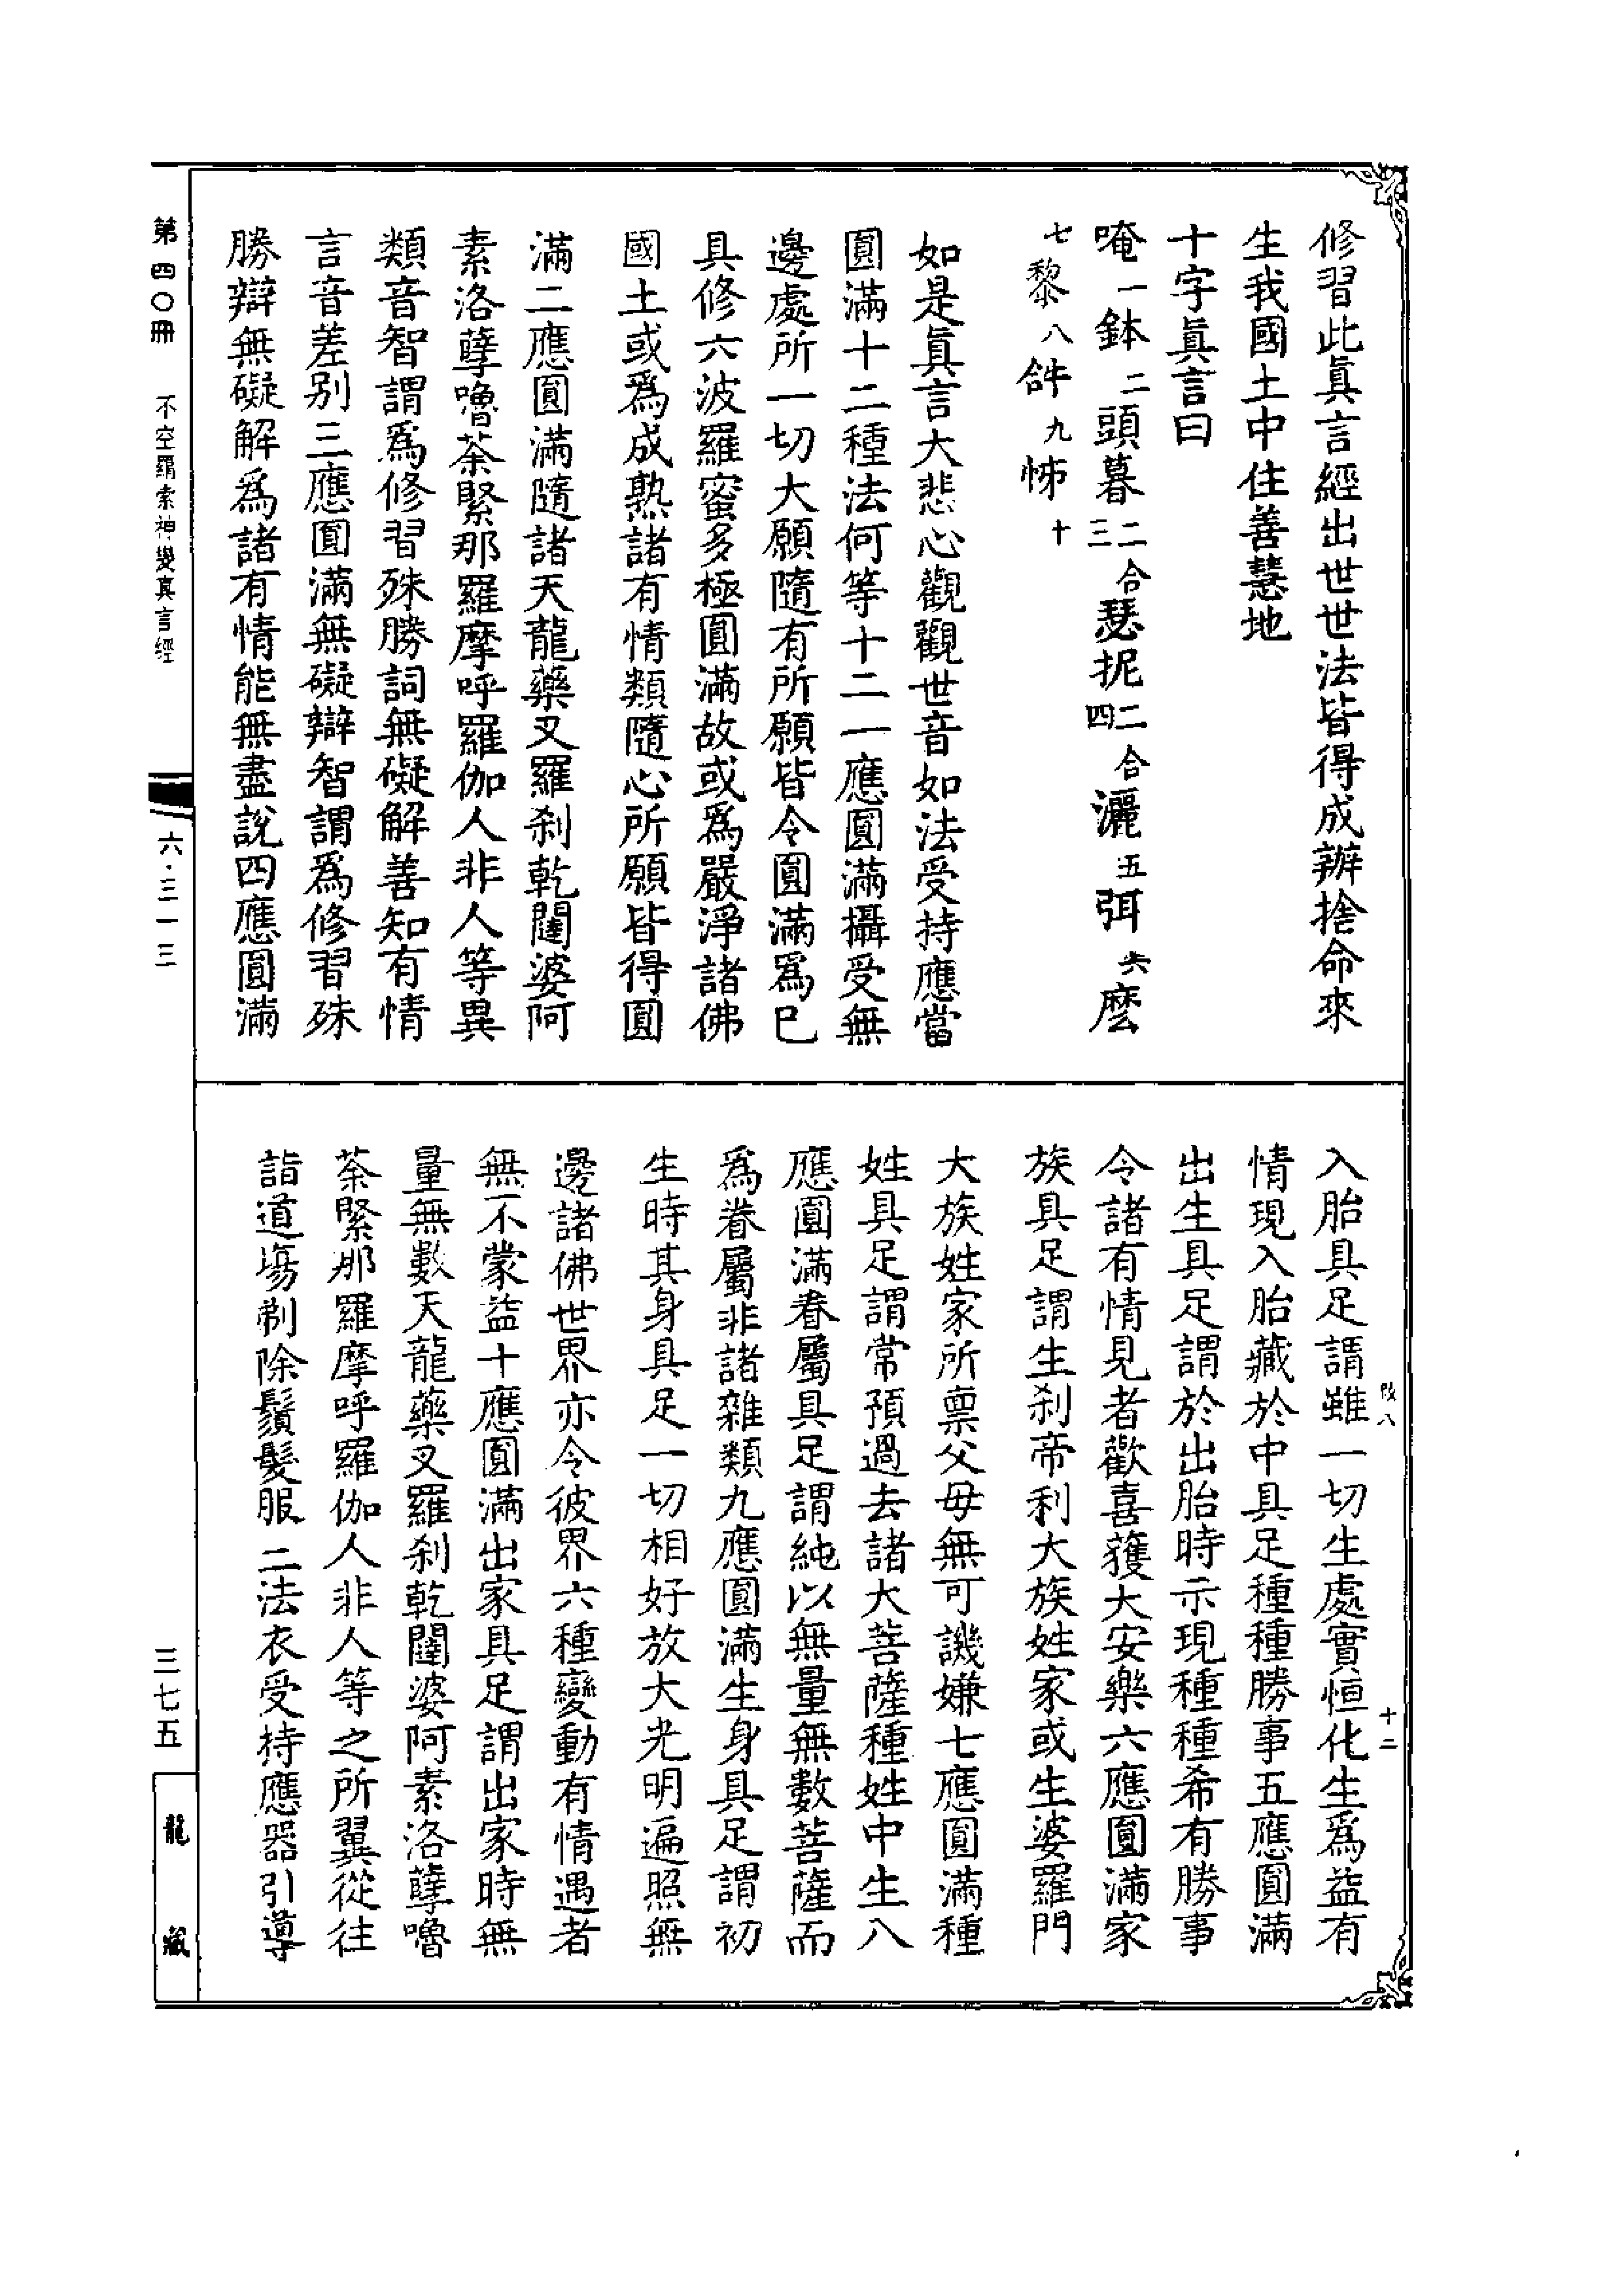 修習此眞言經出世世法皆得成辦捨命來
生我國土中住善慧地
十字眞言曰
唵一鉢二頭暮二合三瑟抳二合四灑五弭六麽
七黎八𤙖九㤄十
如是眞言大悲心觀觀世音如法受持應當
圓滿十二種法何等十二一應圓滿攝受無
邊處所一切大願隨有所願皆令圓滿爲已
具修六波羅蜜多極圓滿故或爲嚴淨諸佛
國土或爲成熟諸有情類隨心所願皆得圓
滿二應圓滿隨諸天龍藥叉羅刹乾闥婆阿
素洛孽嚕荼緊那羅摩呼羅伽人非人等異
類音智謂爲修習殊勝詞無礙解善知有情
言音差別三應圓滿無礙辯智謂爲修習殊
勝辯無礙解爲諸有情能無盡說四應圓滿
入胎具足謂雖一切生處實恒化生爲益有
情現入胎藏於中具足種種勝事五應圓滿
出生具足謂於出胎時示現種種希有勝事
令諸有情見者歡喜獲大安樂六應圓滿家
族具足謂生刹帝利大族姓家或生婆羅門
大族姓家所禀父母無可譏嫌七應圓滿種
姓具足謂常預過去諸大菩薩種姓中生八
應圓滿眷屬具足謂純以無量無數菩薩而
爲眷屬非諸雜類九應圓滿生身具足謂初
生時其身具足一切相好放大光明遍照無
邊諸佛世界亦令彼界六種變動有情遇者
無不蒙益十應圓滿出家具足謂出家時無
量無數天龍藥叉羅刹乾闥婆阿素洛孽嚕
荼緊那羅摩呼羅伽人非人等之所翼從往
詣道場剃除鬚髮服三法衣受持應器引導
八
十二
第四〇冊
不空羂索神變真言經
六·三一三
三七五
龍藏